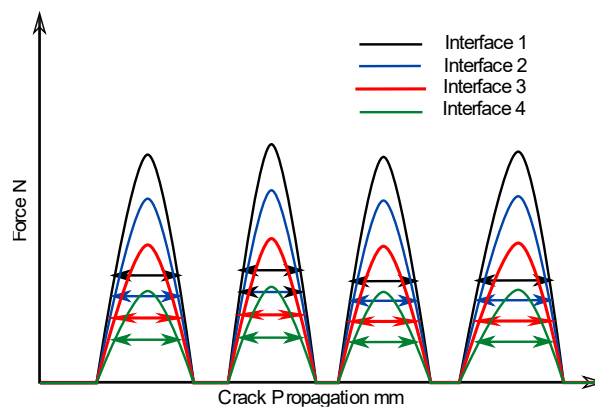 Interface 1
Interface 2
Interface 3
Interface 4
Force N
Crack Propagation mm